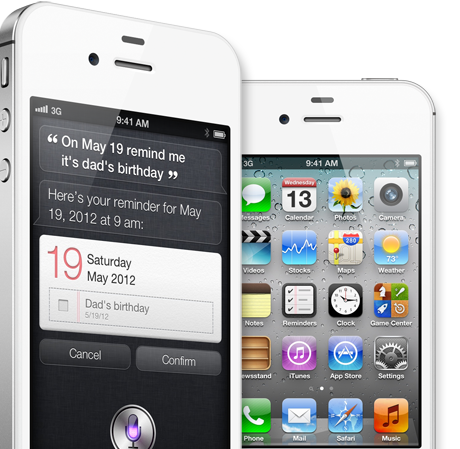 3G
9:41 AM
“ On May 19 remind me
it's dad's birthday ”
Here's your reminder for May
19, 2012 at 9 am:
19
Saturday
May 2012
Dad's birthday
5/19/12
Cancel
Confirm
3G
9:41 AM
Wednesday
13
280
73°
Messages
Calendar
Photos
Camera
Videos
Stocks
Maps
Weather
Notes
Reminders
Clock
Game Center
Newsstand
iTunes
App Store
Settings
Phone
Mail
Safari
Music